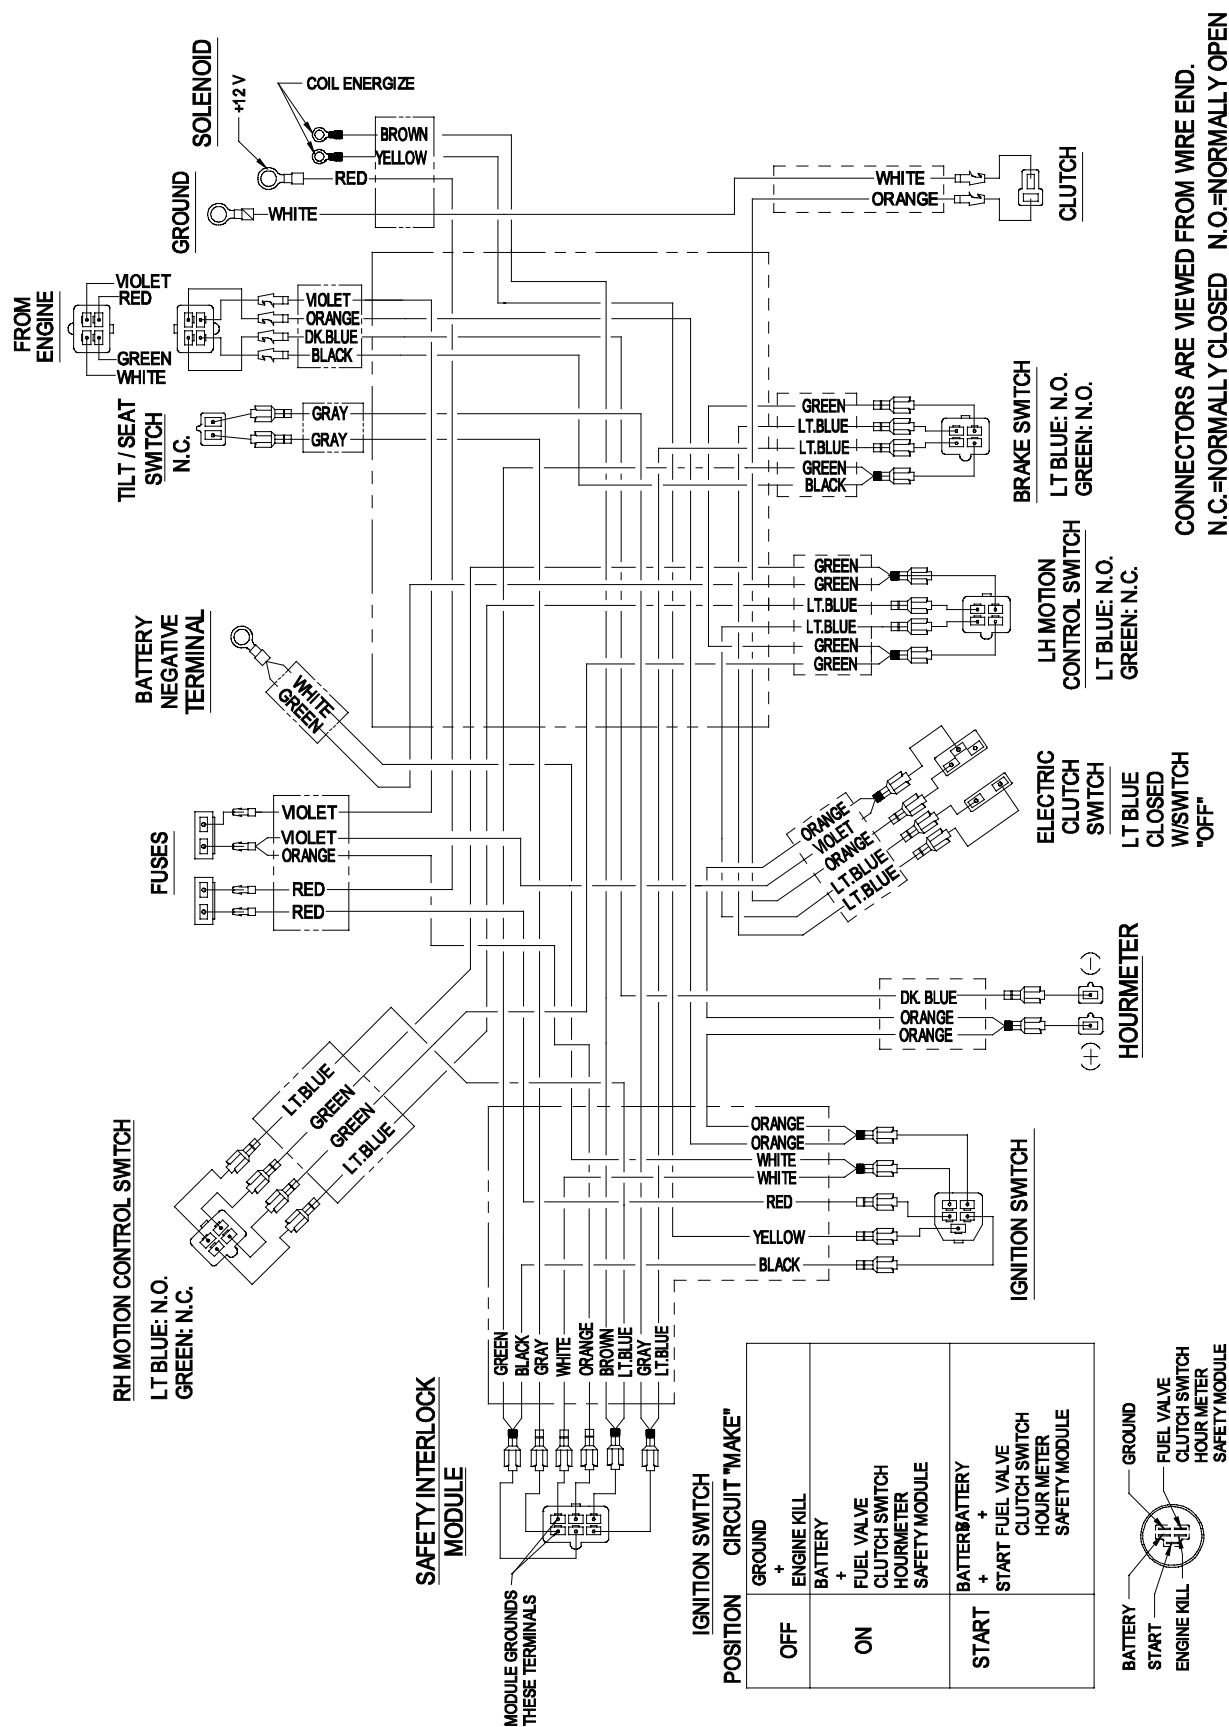 SOLENOID
+12 V
COIL ENERGIZE
BROWN
YELLOW
RED
GROUND
WHITE
FROM
ENGINE
VIOLET
RED
GREEN
WHITE
VIOLET
ORANGE
DK.BLUE
BLACK
TILT / SEAT
SWITCH
N.C.
GRAY
GRAY
BATTERY
NEGATIVE
TERMINAL
WHITE
GREEN
FUSES
VIOLET
VIOLET
ORANGE
RED
RED
RH MOTION CONTROL SWITCH
LT BLUE: N.O.
GREEN: N.C.
LT.BLUE
GREEN
GREEN
LT.BLUE
SAFETY INTERLOCK
MODULE
MODULE GROUNDS
THESE TERMINALS
GREEN
BLACK
GRAY
WHITE
ORANGE
BROWN
LT.BLUE
GRAY
LT.BLUE
CLUTCH
WHITE
ORANGE
BRAKE SWITCH
LT BLUE: N.O.
GREEN: N.O.
GREEN
LT.BLUE
LT.BLUE
GREEN
BLACK
LH MOTION
CONTROL SWITCH
LT BLUE: N.O.
GREEN: N.C.
GREEN
GREEN
LT.BLUE
LT.BLUE
GREEN
GREEN
ELECTRIC
CLUTCH
SWITCH
LT BLUE
CLOSED
W/SWITCH
"OFF"
ORANGE
VIOLET
ORANGE
LT.BLUE
LT.BLUE
HOURMETER
(-)
(+)
DK. BLUE
ORANGE
ORANGE
IGNITION SWITCH
ORANGE
ORANGE
WHITE
WHITE
RED
YELLOW
BLACK
IGNITION SWITCH
POSITION CIRCUIT "MAKE"
OFF
GROUND
+
ENGINE KILL
ON
BATTERY
+
FUEL VALVE
CLUTCH SWITCH
HOURMETER
SAFETY MODULE
START
BATTERY
+
START
BATTERY
+
FUEL VALVE
CLUTCH SWITCH
HOUR METER
SAFETY MODULE
BATTERY
START
ENGINE KILL
GROUND
FUEL VALVE
CLUTCH SWITCH
HOUR METER
SAFETY MODULE
CONNECTORS ARE VIEWED FROM WIRE END.
N.C.=NORMALLY CLOSED N.O.=NORMALLY OPEN